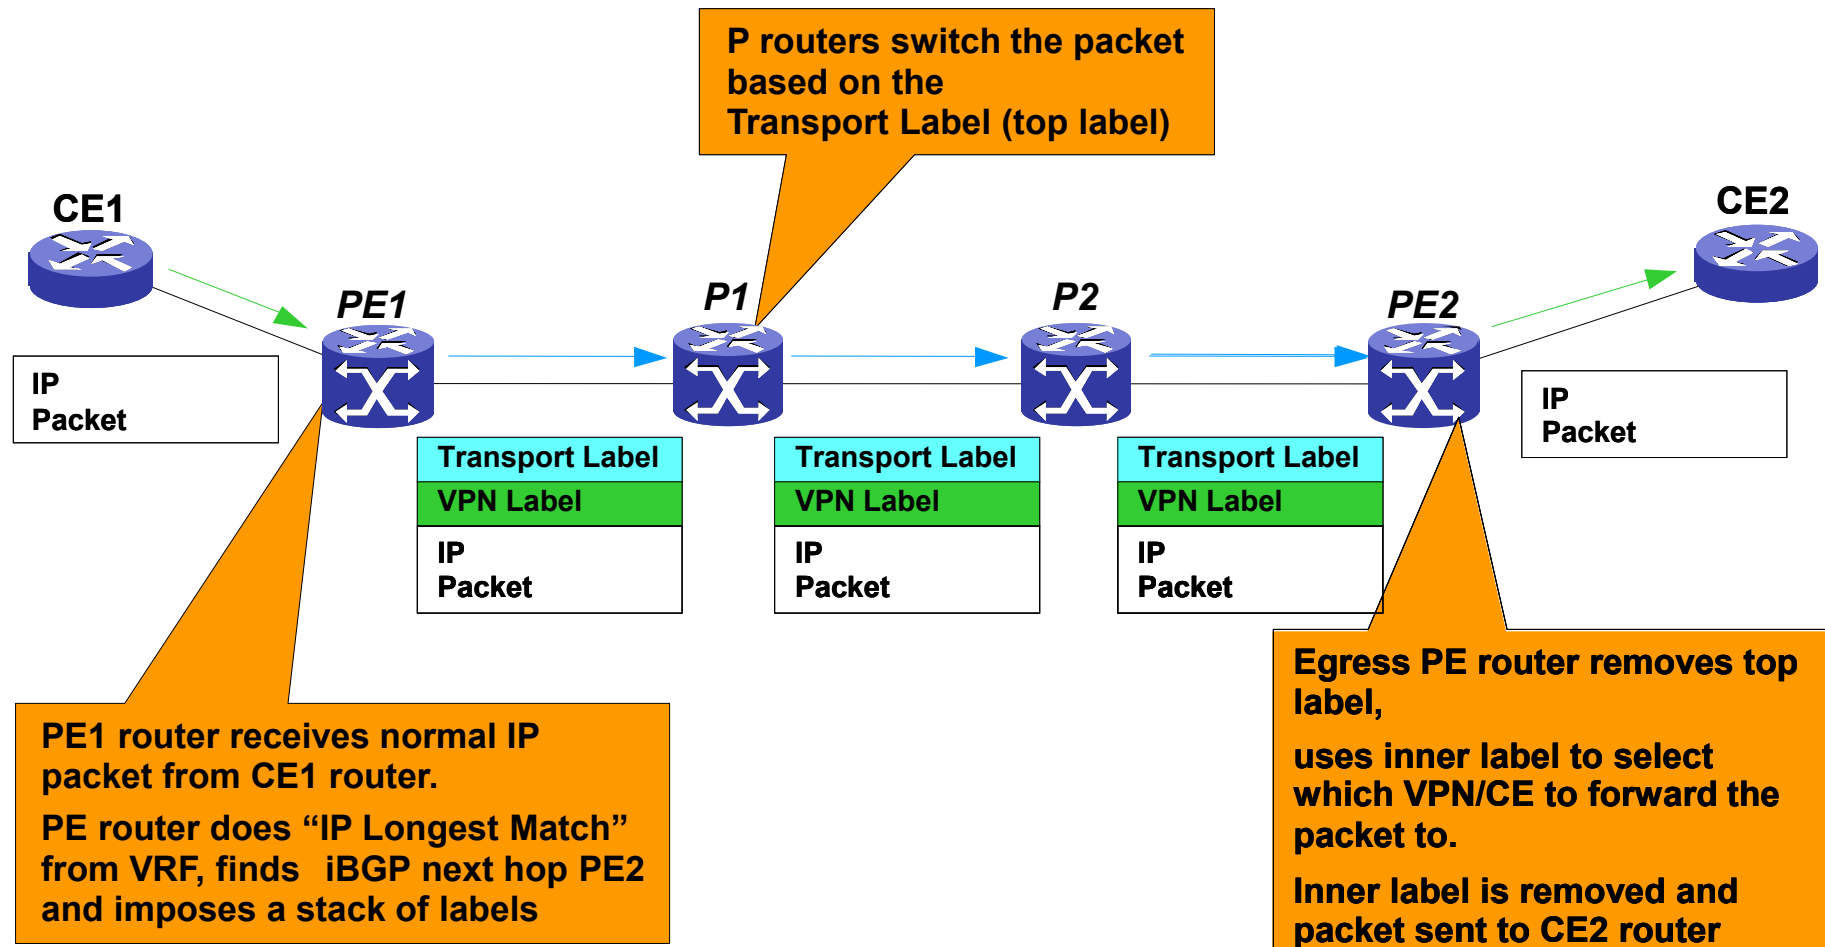 P routers switch the packet
based on the
Transport Label (top label)
CE1
CE2
PE1
P1
P2
PE2
IP
Packet
IP
Packet
Transport Label
VPN Label
IP
Packet
Transport Label
VPN Label
IP
Packet
Transport Label
VPN Label
IP
Packet
PE1 router receives normal IP
packet from CE1 router.
PE router does “IP Longest Match”
from VRF, finds iBGP next hop PE2
and imposes a stack of labels
Egress PE router removes top
label,
uses inner label to select
which VPN/CE to forward the
packet to.
Inner label is removed and
packet sent to CE2 router